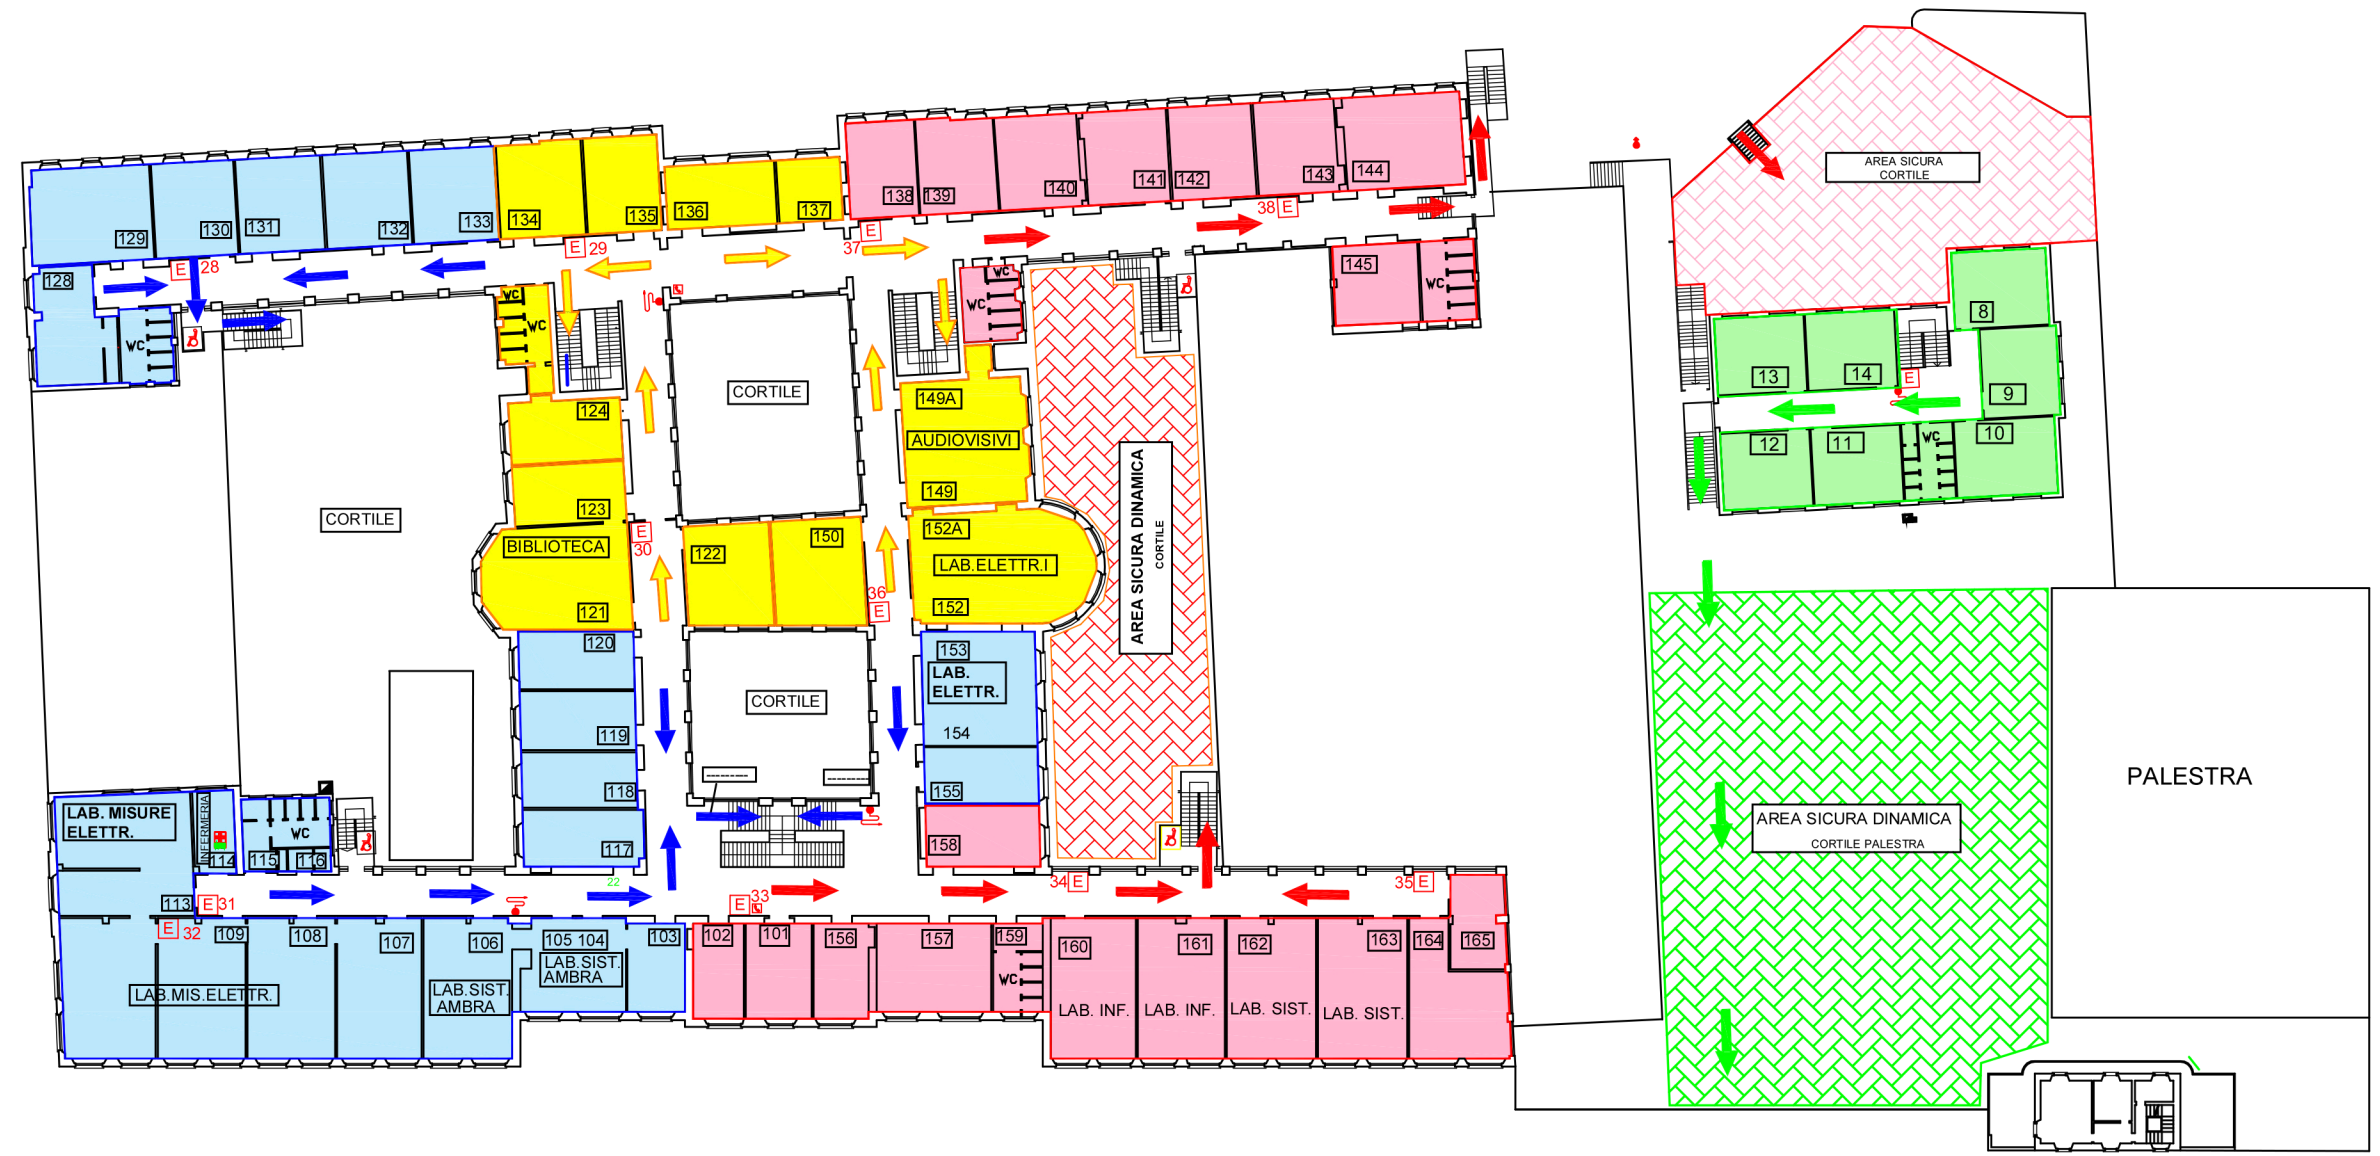 AREA SICURA
CORTILE
129
130
131
132
133
134
135
136
137
138
139
140
141
142
143
144
E 28
E 29
37 E
38 E
128
WC
WC
WC
WC
WC
145
WC
CORTILE
CORTILE
124
123
BIBLIOTECA
121
E
30
122
150
149A
AUDIOVISIVI
149
152A
LAB.ELETTR.I
152
36
E
AREA SICURA DINAMICA
CORTILE
8
13
14
E
9
12
11
WC
10
120
119
118
117
CORTILE
153
LAB.
ELETTR.
154
155
158
PALESTRA
AREA SICURA DINAMICA
CORTILE PALESTRA
LAB. MISURE
ELETTR.
INFERMERIA
114
115
116
WC
113
E 31
E 32
22
E
33
34 E
35 E
109
108
107
106
105 104
103
102
101
156
157
159
160
161
162
163
164
165
LAB.MIS.ELETTR.
LAB.SIST.
AMBRA
LAB.SIST.
AMBRA
WC
LAB. INF.
LAB. INF.
LAB. SIST.
LAB. SIST.